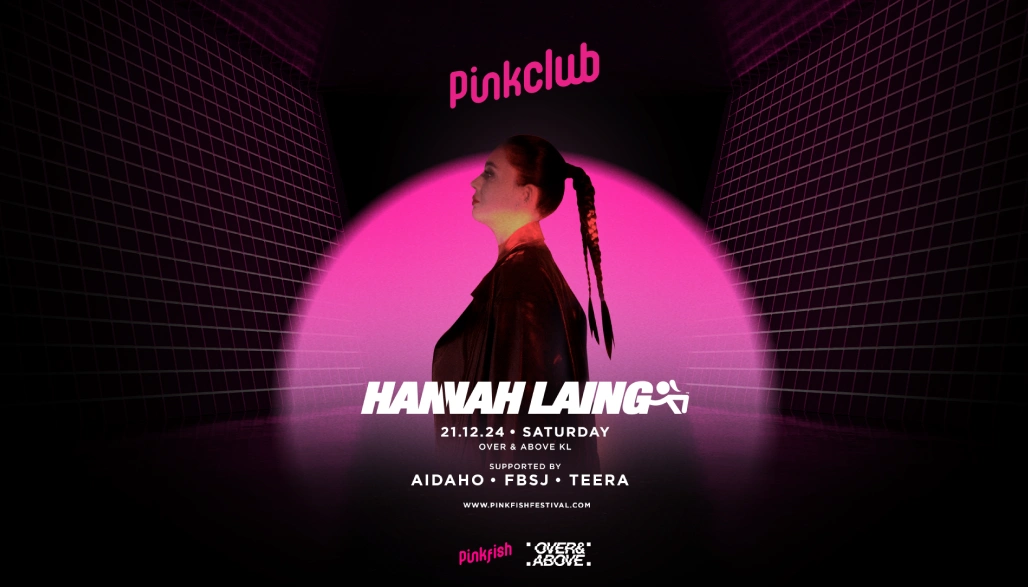 Pinkclub
HANNAH LAING
21.12.24 • SATURDAY
OVER & ABOVE KL
SUPPORTED BY
AIDAHO • FBSJ • TEERA
WWW.PINKFISHFESTIVAL.COM
Pinkfish
OVER&
ABOVE